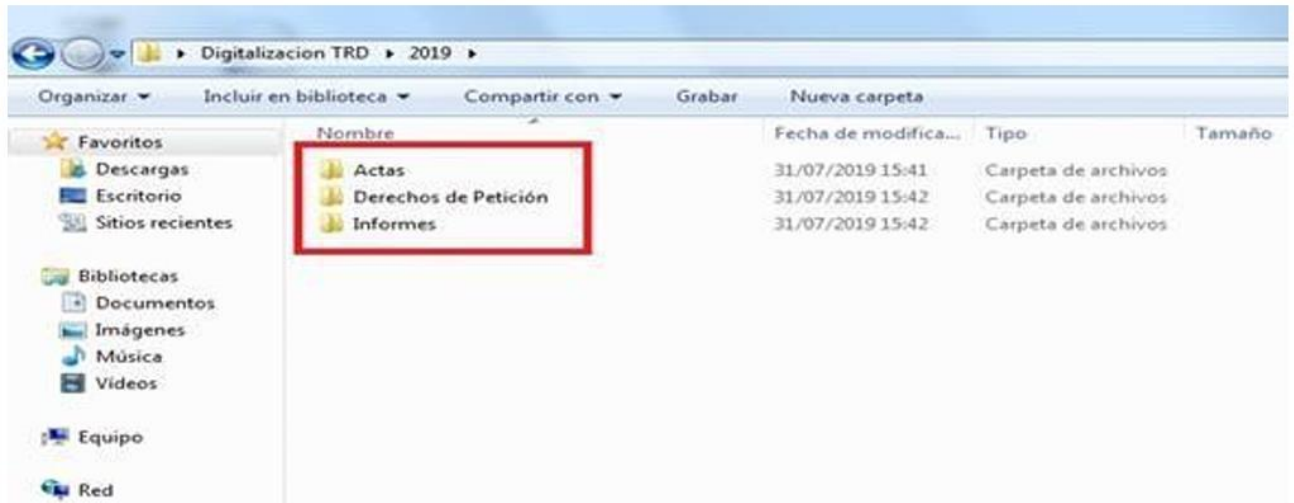 Digitalizacion TRD ▸ 2019 ▸
Organizar Incluir en biblioteca Compartir con Grabar Nueva carpeta
Favoritos
Descargas
Escritorio
Sitios recientes
Bibliotecas
Documentos
Imágenes
Música
Vídeos
Equipo
Red
Nombre Fecha de modifica... Tipo Tamaño
Actas 31/07/2019 15:41 Carpeta de archivos
Derechos de Petición 31/07/2019 15:42 Carpeta de archivos
Informes 31/07/2019 15:42 Carpeta de archivos